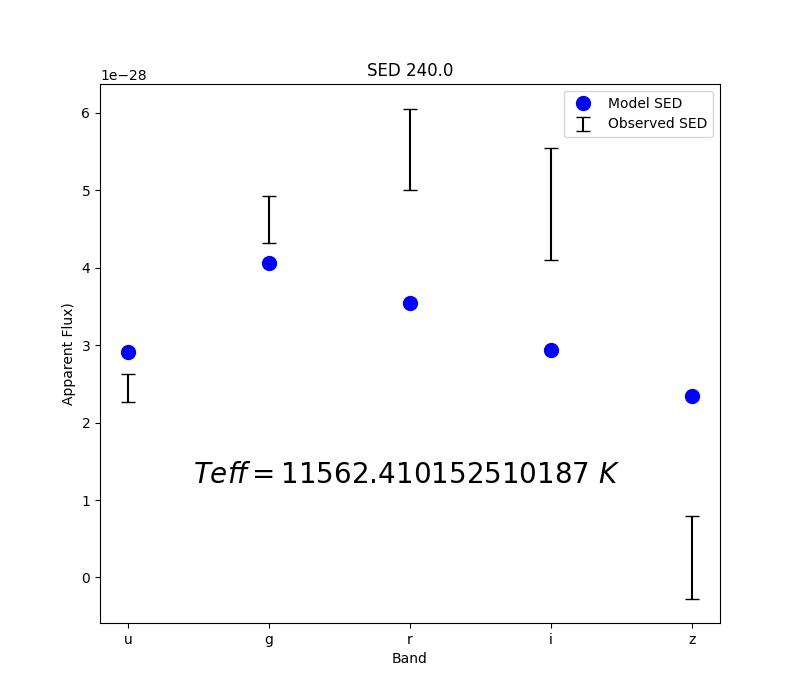 SED 240.0
1e−28
Model SED
Observed SED
6
5
4
3
2
1
0
Apparent Flux)
Teff = 11562.410152510187 K
u g r i z
Band